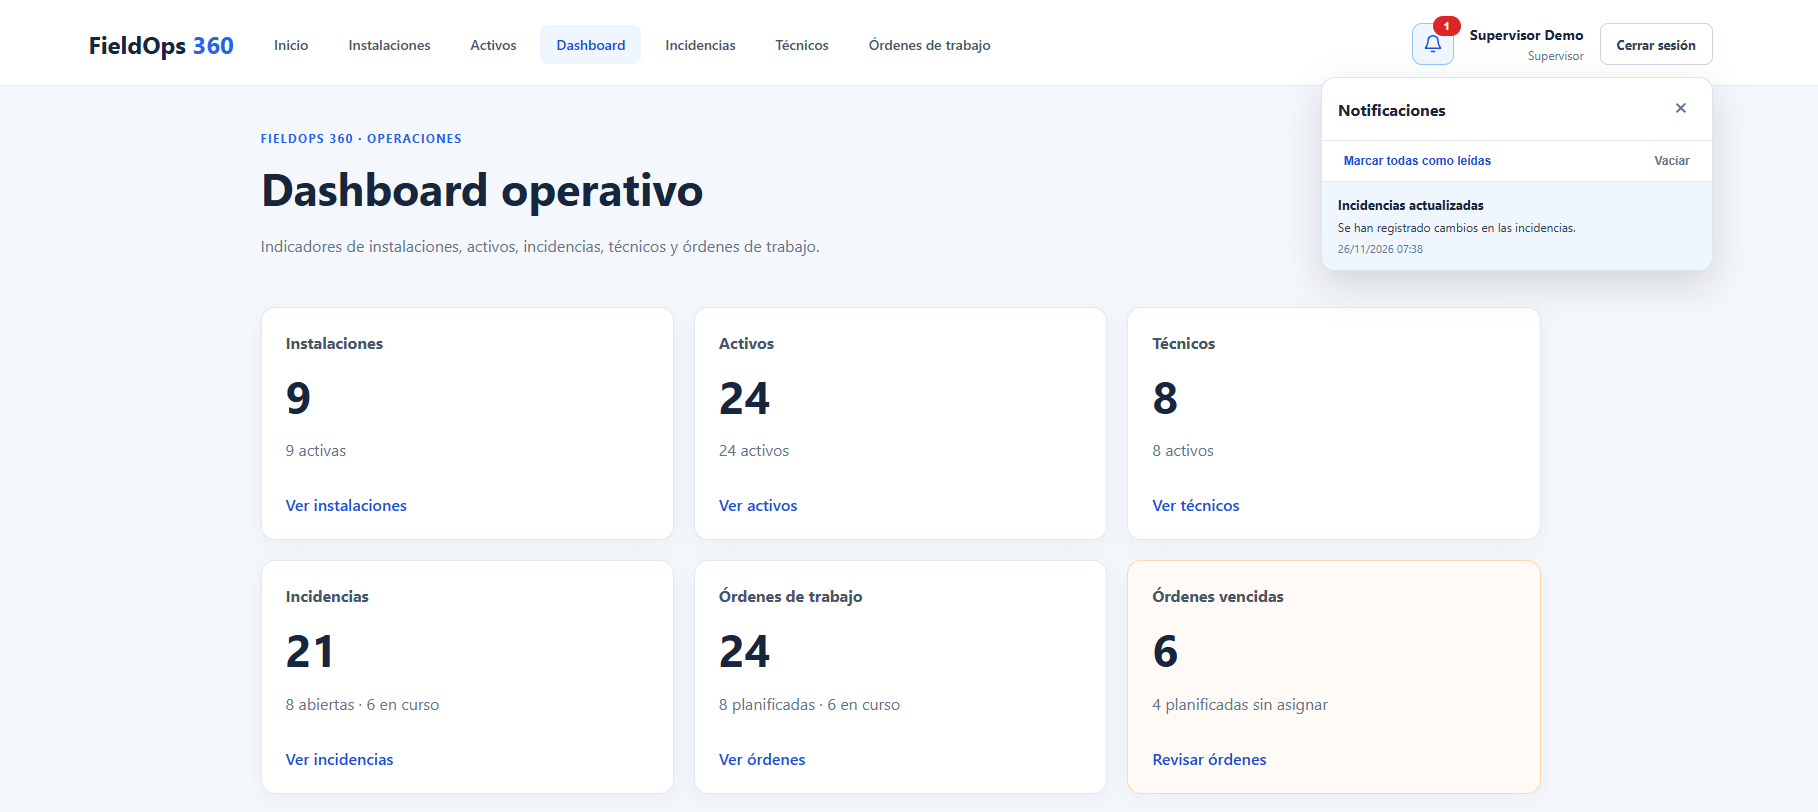 FieldOps 360
Inicio
Instalaciones
Activos
Dashboard
Incidencias
Técnicos
Órdenes de trabajo
1
Supervisor Demo
Supervisor
Cerrar sesión
Notificaciones
×
Marcar todas como leídas
Vaciar
Incidencias actualizadas
Se han registrado cambios en las incidencias.
26/11/2026 07:38
FIELDOPS 360 · OPERACIONES
Dashboard operativo
Indicadores de instalaciones, activos, incidencias, técnicos y órdenes de trabajo.
Instalaciones
9
9 activas
Ver instalaciones
Activos
24
24 activos
Ver activos
Técnicos
8
8 activos
Ver técnicos
Incidencias
21
8 abiertas · 6 en curso
Ver incidencias
Órdenes de trabajo
24
8 planificadas · 6 en curso
Ver órdenes
Órdenes vencidas
6
4 planificadas sin asignar
Revisar órdenes